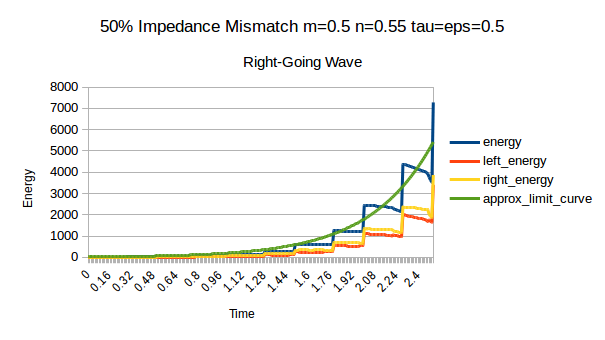 50% Impedance Mismatch m=0.5 n=0.55 tau=eps=0.5
Right-Going Wave
8000
7000
6000
5000
4000
3000
2000
1000
0
Energy
energy
left_energy
right_energy
approx_limit_curve
0 0.16 0.32 0.48 0.64 0.8 0.96 1.12 1.28 1.44 1.6 1.76 1.92 2.08 2.24 2.4
Time